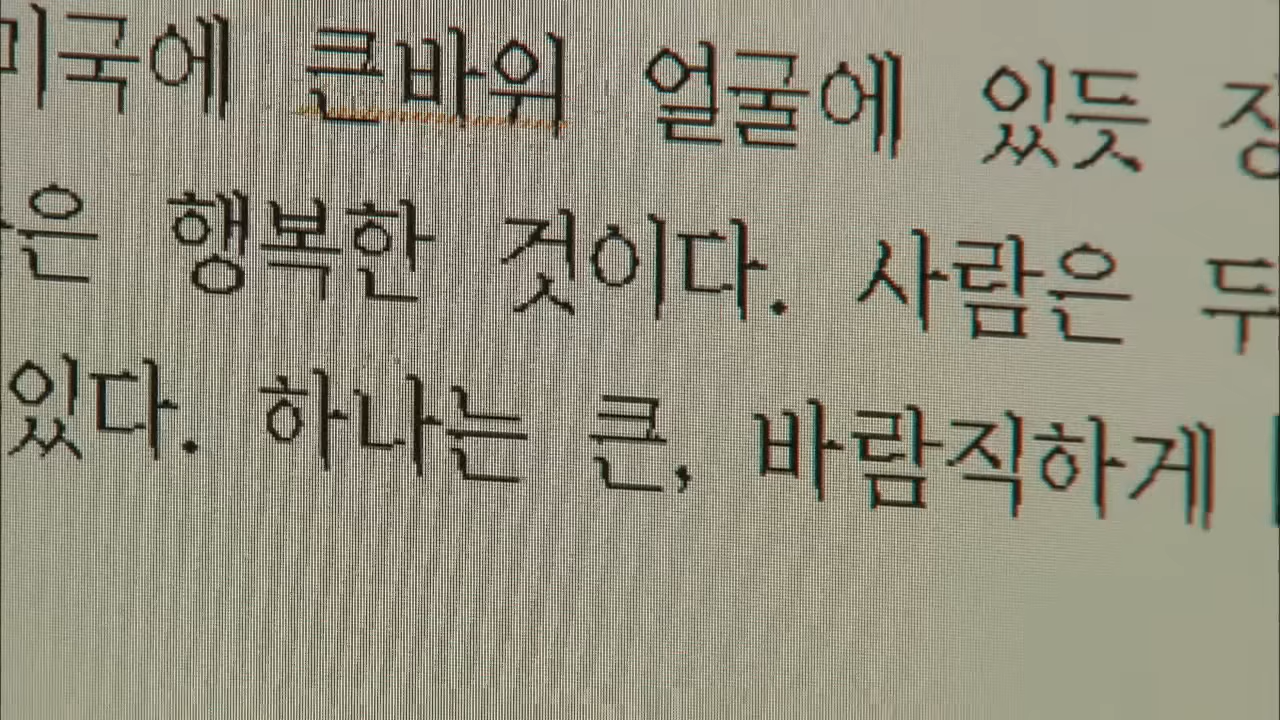 미국에 큰바위 얼굴에 있듯
은 행복한 것이다. 사람은 두
있다. 하나는 큰, 바람직하게